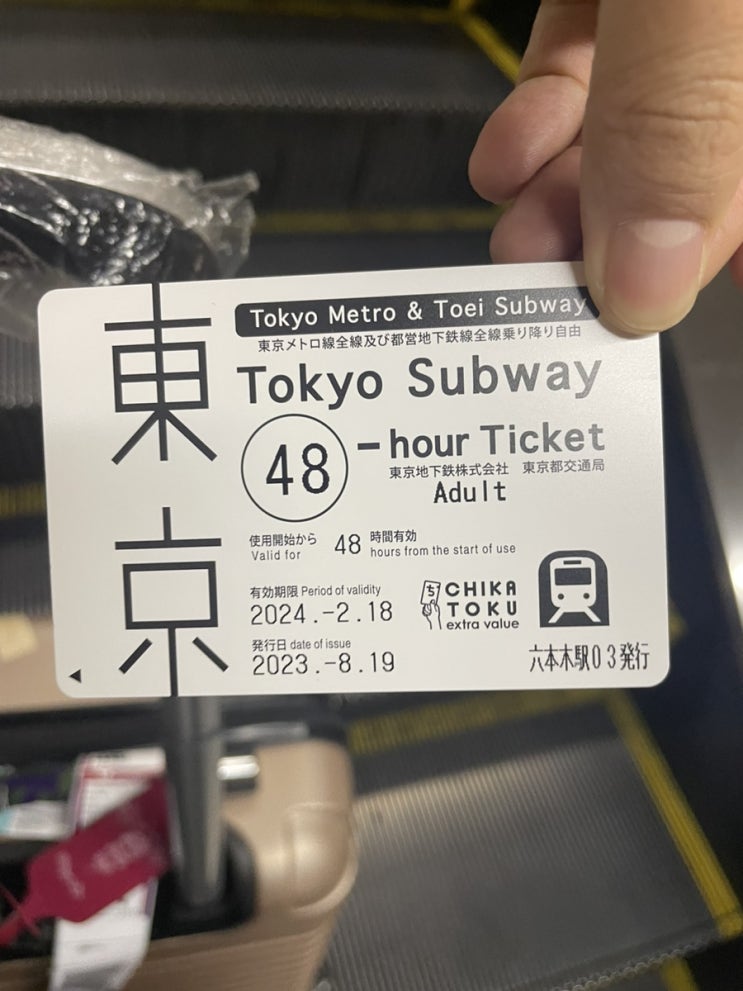 東京
Tokyo Metro & Toei Subway
東京メトロ線全線及び都営地下鉄線全線乗り降り自由
Tokyo Subway
48-hour Ticket
東京地下鉄株式会社 東京都交通局
Adult
使用開始から 48 時間有効
Valid for hours from the start of use
有効期限 Period of validity
2024.-2.18
ち CHIKA
TOKU
extra value
発行日 date of issue
2023.-8.19
六本木駅03発行